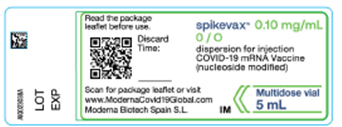 Read the package
leaflet before use.
Discard
Time:
Scan for package leaflet or visit
www.ModernaCovid19Global.com
Moderna Biotech Spain S.L.
LOT
EXP
spikevax™ 0.10 mg/mL
0 / O
dispersion for injection
COVID-19 mRNA Vaccine
(nucleoside modified)
IM
Multidose vial
5 mL